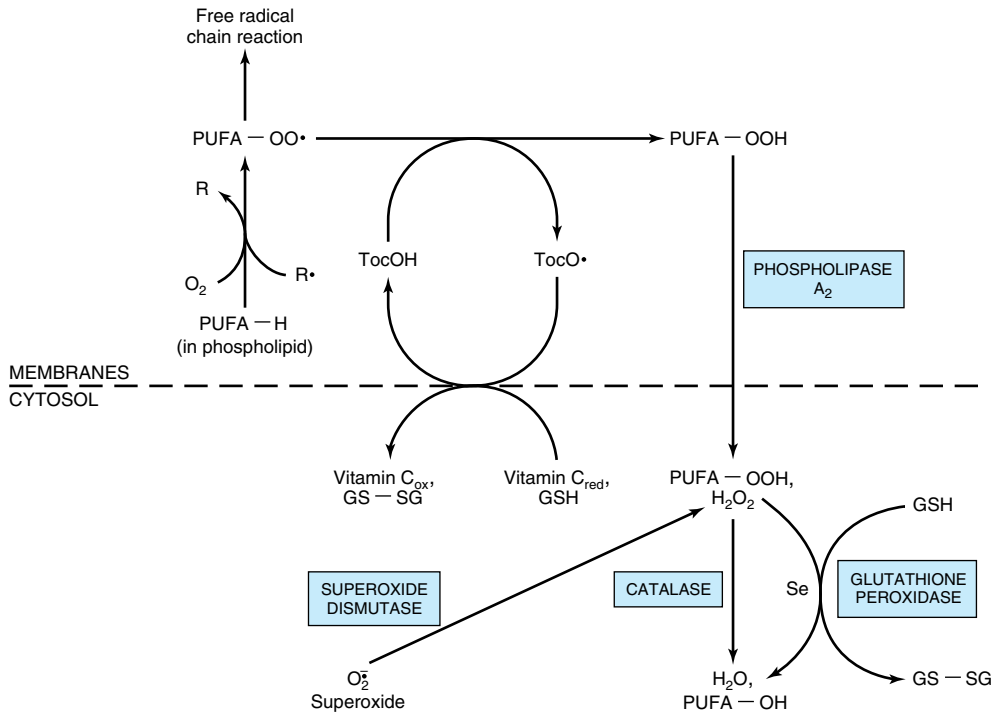 Free radical
chain reaction
PUFA — OO•
PUFA — OOH
R
TocOH
TocO•
O₂
R•
PHOSPHOLIPASE
A₂
PUFA — H
(in phospholipid)
MEMBRANES
CYTOSOL
Vitamin Cₒₓ,
GS — SG
Vitamin C_red,
GSH
PUFA — OOH,
H₂O₂
GSH
SUPEROXIDE
DISMUTASE
CATALASE
Se
GLUTATHIONE
PEROXIDASE
O₂•̄
Superoxide
H₂O,
PUFA — OH
GS — SG